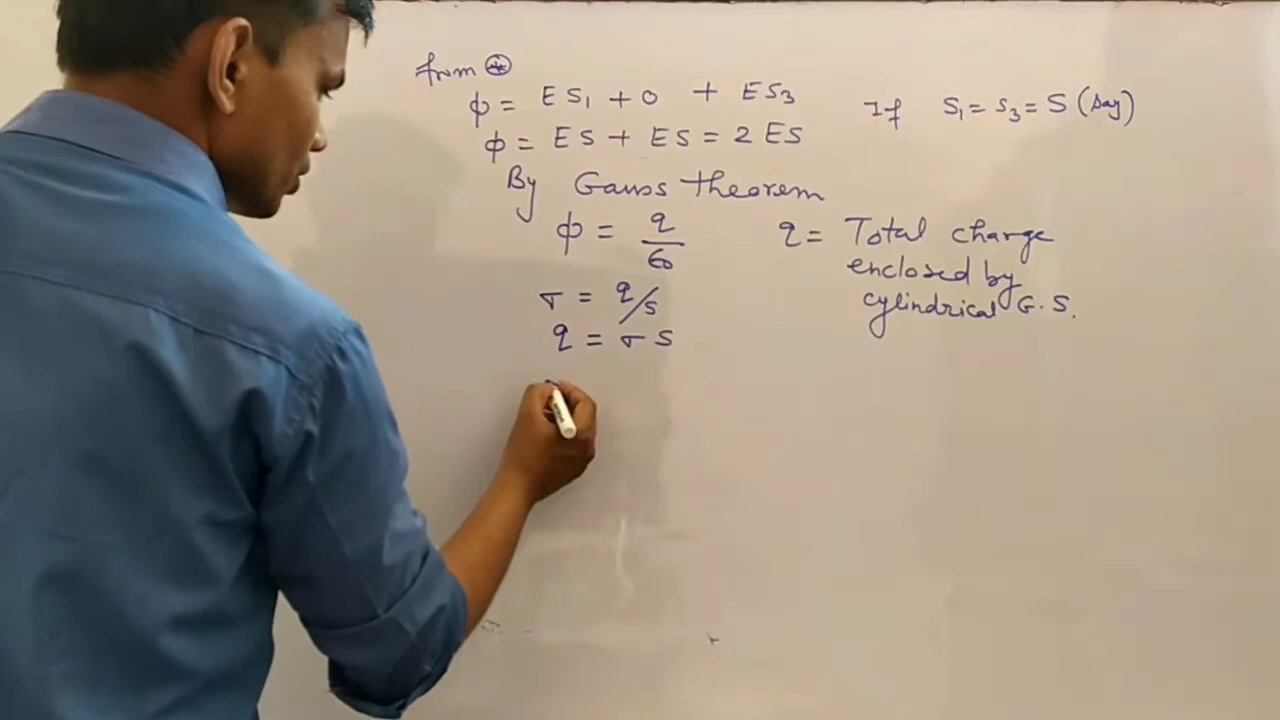 from ⊛
ϕ = ES₁ + 0 + ES₃ If S₁ = S₃ = S (say)
ϕ = ES + ES = 2 ES
By Gauss theorem
ϕ = q/ϵ₀ q = Total charge
enclosed by
cylindrical G.S.
σ = q/s
q = σ S